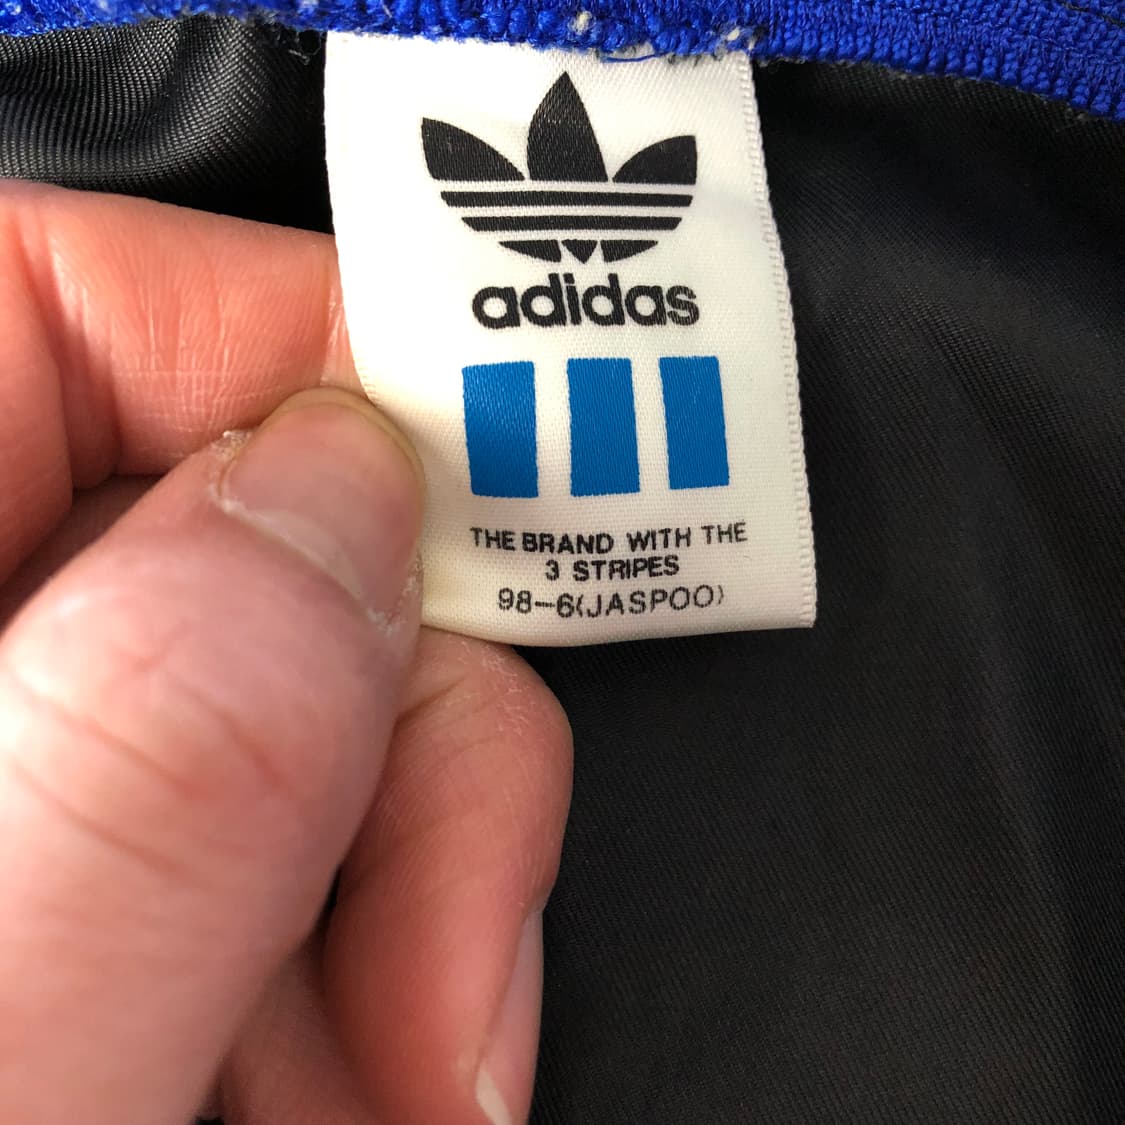 adidas
THE BRAND WITH THE
3 STRIPES
98-6(JASPOO)